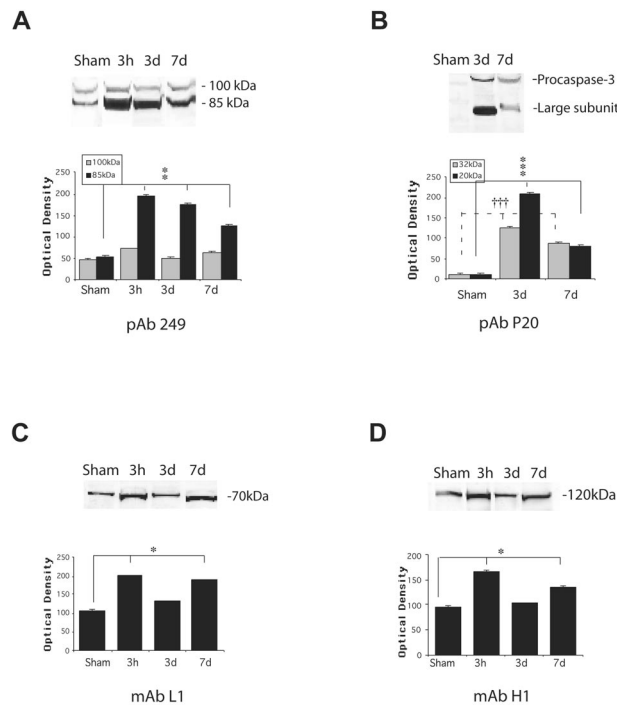 A
Sham 3h 3d 7d
- 100 kDa
- 85 kDa
100kDa
85kDa
**
Optical Density
250
200
150
100
50
0
Sham 3h 3d 7d
pAb 249
B
Sham 3d 7d
-Procaspase-3
-Large subunit
32kDa
20kDa
***
†††
Optical Density
250
200
150
100
50
0
Sham 3d 7d
pAb P20
C
Sham 3h 3d 7d
-70kDa
*
Optical Density
250
200
150
100
50
0
Sham 3h 3d 7d
mAb L1
D
Sham 3h 3d 7d
-120kDa
*
Optical Density
200
150
100
50
0
Sham 3h 3d 7d
mAb H1